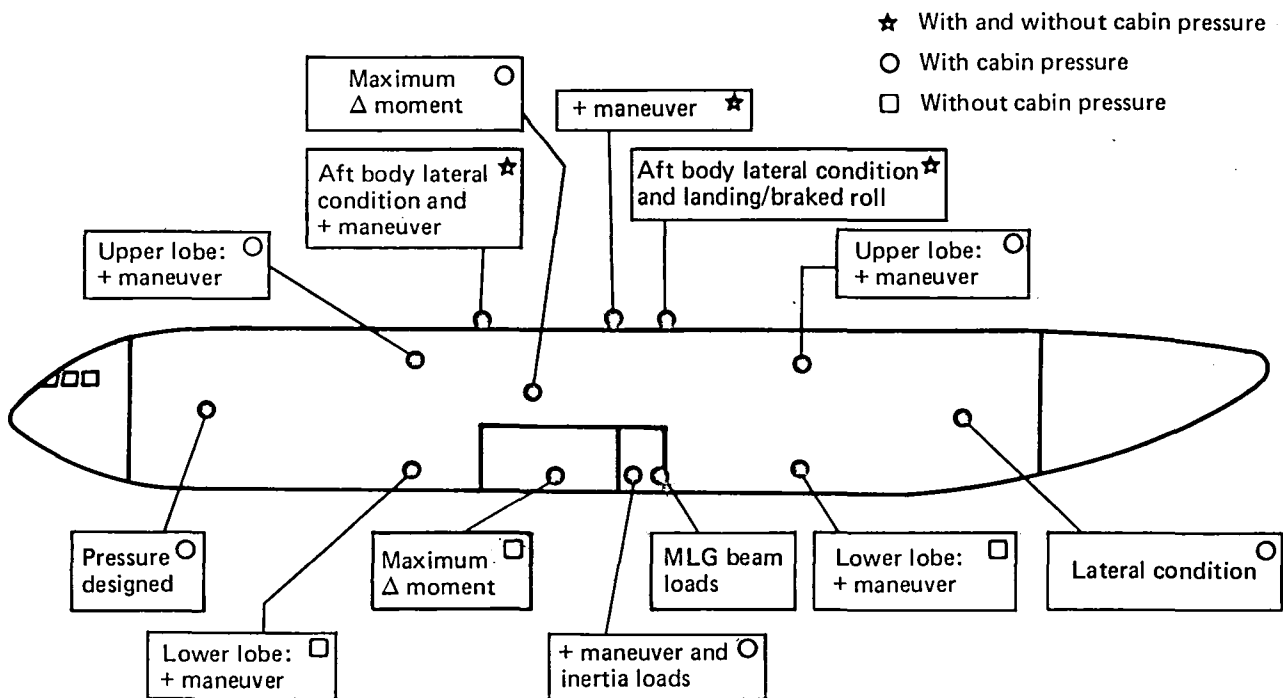 With and without cabin pressure
With cabin pressure
Without cabin pressure
Maximum
Δ moment
+ maneuver
Aft body lateral
condition and
+ maneuver
Aft body lateral condition
and landing/braked roll
Upper lobe:
+ maneuver
Upper lobe:
+ maneuver
Pressure
designed
Maximum
Δ moment
MLG beam
loads
Lower lobe:
+ maneuver
Lateral condition
Lower lobe:
+ maneuver
+ maneuver and
inertia loads